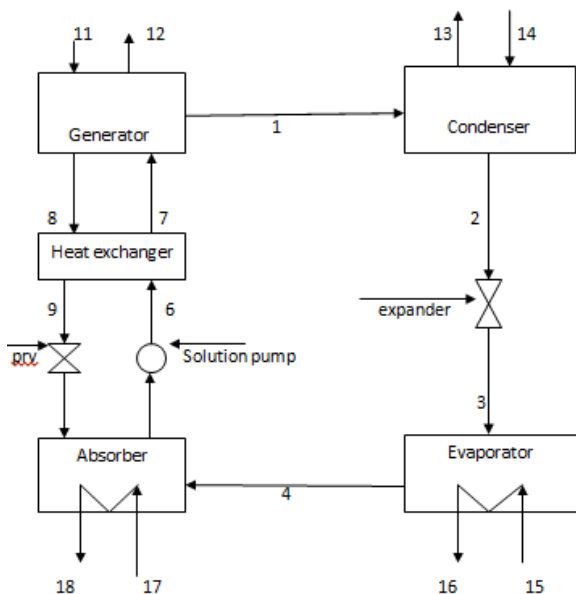 11 12 13 14
Generator
1
Condenser
8 7 2
Heat exchanger
9 6 expander
prv Solution pump
3
Absorber Evaporator
4
18 17 16 15